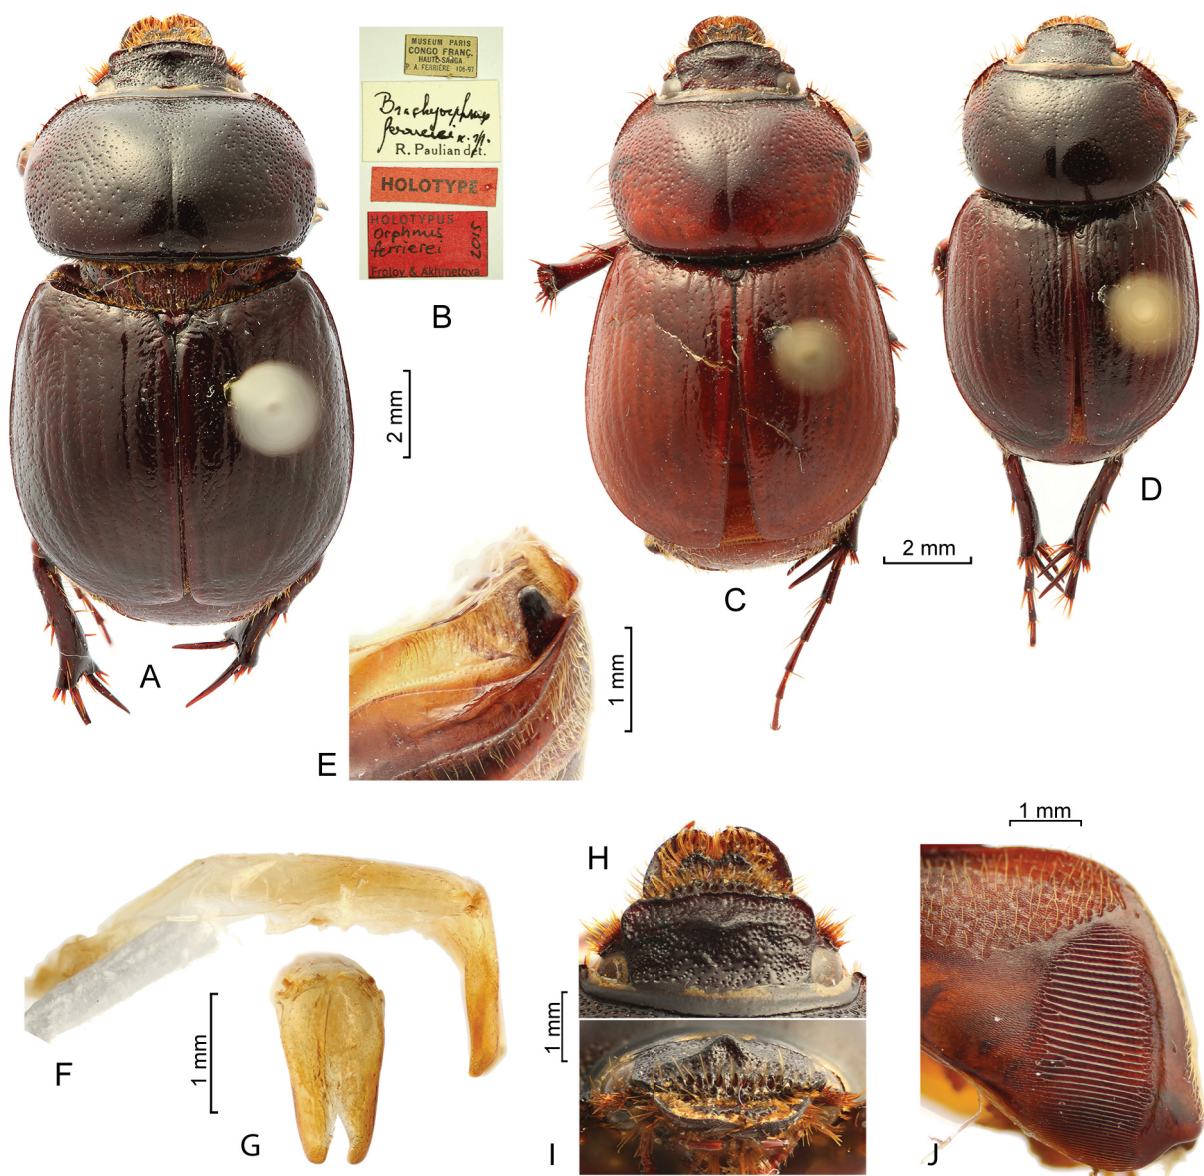 MUSEUM PARIS
CONGO FRANÇ.
HAUTE-SANGA
P. A. FERRIÈRE 106-97
Brachyorphnus
ferrierei n. sp.
R. Paulian det.
HOLOTYPE
HOLOTYPUS
Orphnus
ferrierei
2015
Frolov & Akhmetova
B
2 mm
A
2 mm
C
D
E
1 mm
F
1 mm
G
H
1 mm
I
1 mm
J